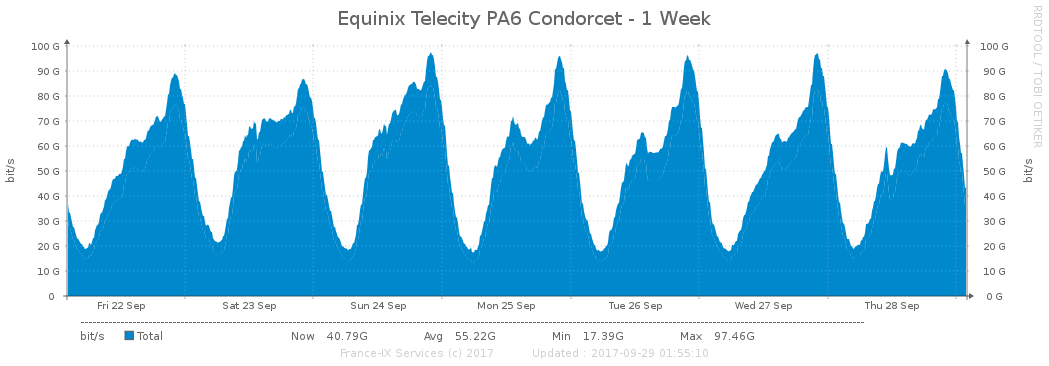 Equinix Telecity PA6 Condorcet - 1 Week
RRDTOOL / TOBI OETIKER
bit/s
100 G 100 G
90 G 90 G
80 G 80 G
70 G 70 G
60 G 60 G
50 G 50 G
40 G 40 G
30 G 30 G
20 G 20 G
10 G 10 G
0 0 G
bit/s
Fri 22 Sep Sat 23 Sep Sun 24 Sep Mon 25 Sep Tue 26 Sep Wed 27 Sep Thu 28 Sep
bit/s Total Now 40.79G Avg 55.22G Min 17.39G Max 97.46G
France-IX Services (c) 2017 Updated : 2017-09-29 01:55:10